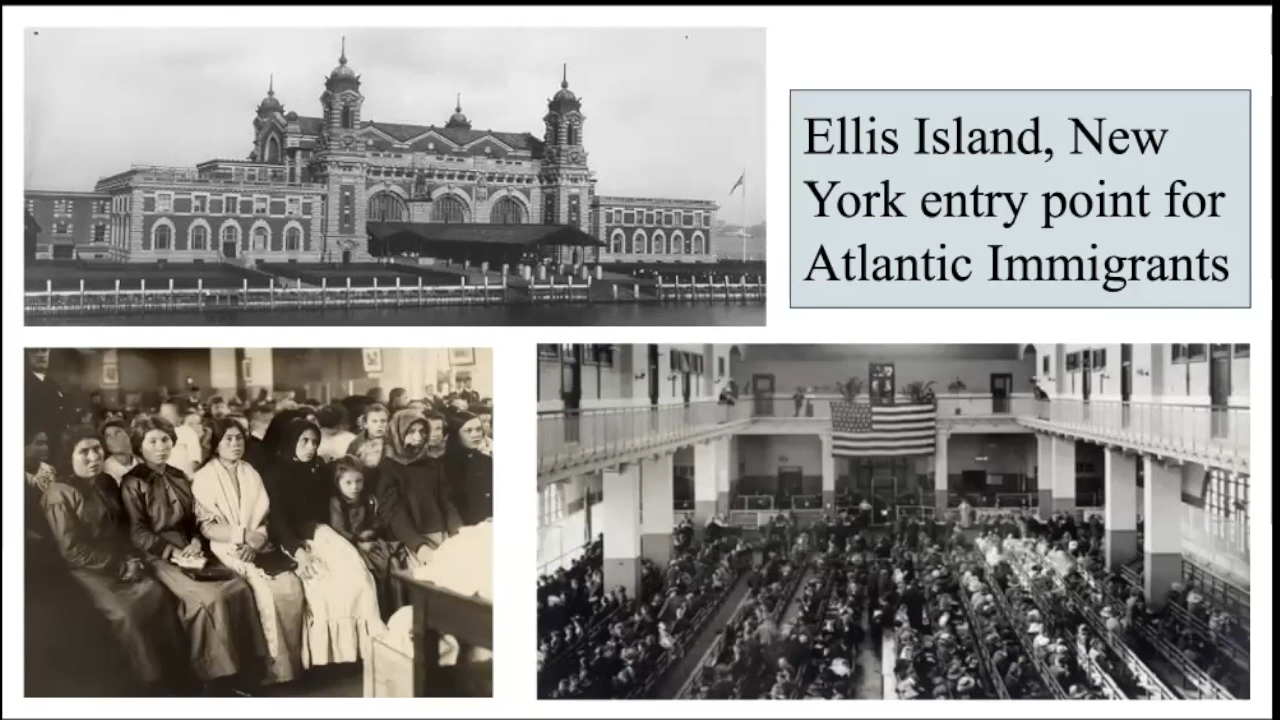 Ellis Island, New
York entry point for
Atlantic Immigrants